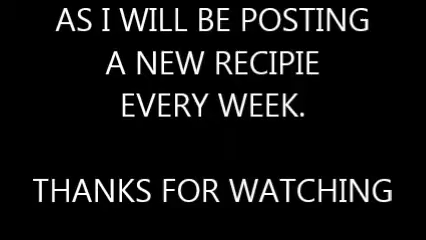 AS I WILL BE POSTING
A NEW RECIPIE
EVERY WEEK.
THANKS FOR WATCHING